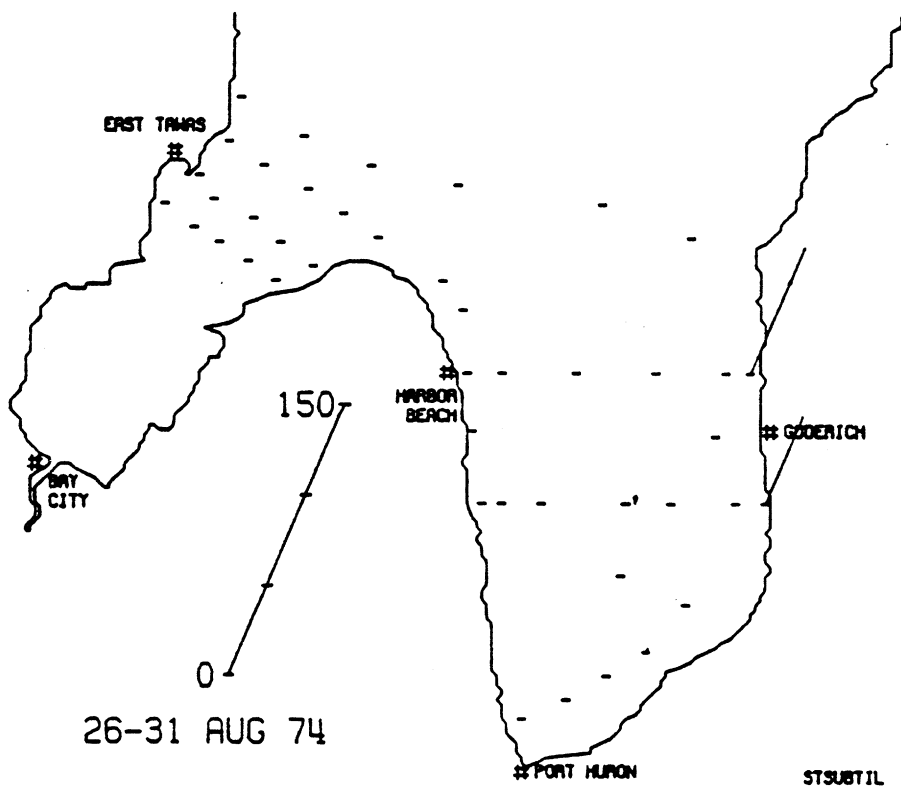 EAST TAWAS
#
150
#
HARBOR
BEACH
# GODERICH
#
BAY
CITY
0
26-31 AUG 74
# PORT HURON
STSUBTIL